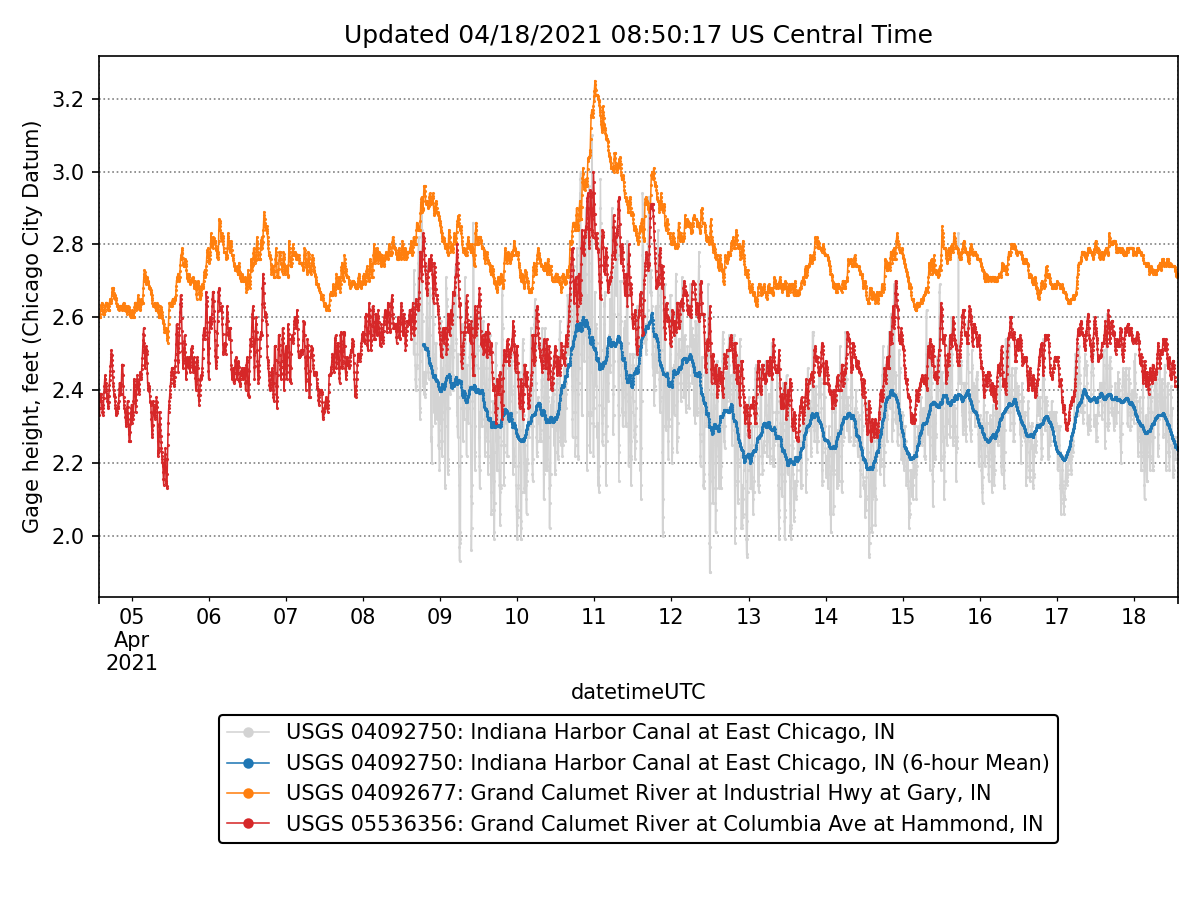 Updated 04/18/2021 08:50:17 US Central Time
Gage height, feet (Chicago City Datum)
3.2
3.0
2.8
2.6
2.4
2.2
2.0
05 06 07 08 09 10 11 12 13 14 15 16 17 18
Apr
2021
datetimeUTC
USGS 04092750: Indiana Harbor Canal at East Chicago, IN
USGS 04092750: Indiana Harbor Canal at East Chicago, IN (6-hour Mean)
USGS 04092677: Grand Calumet River at Industrial Hwy at Gary, IN
USGS 05536356: Grand Calumet River at Columbia Ave at Hammond, IN